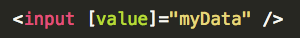 <input [value]="myData" />